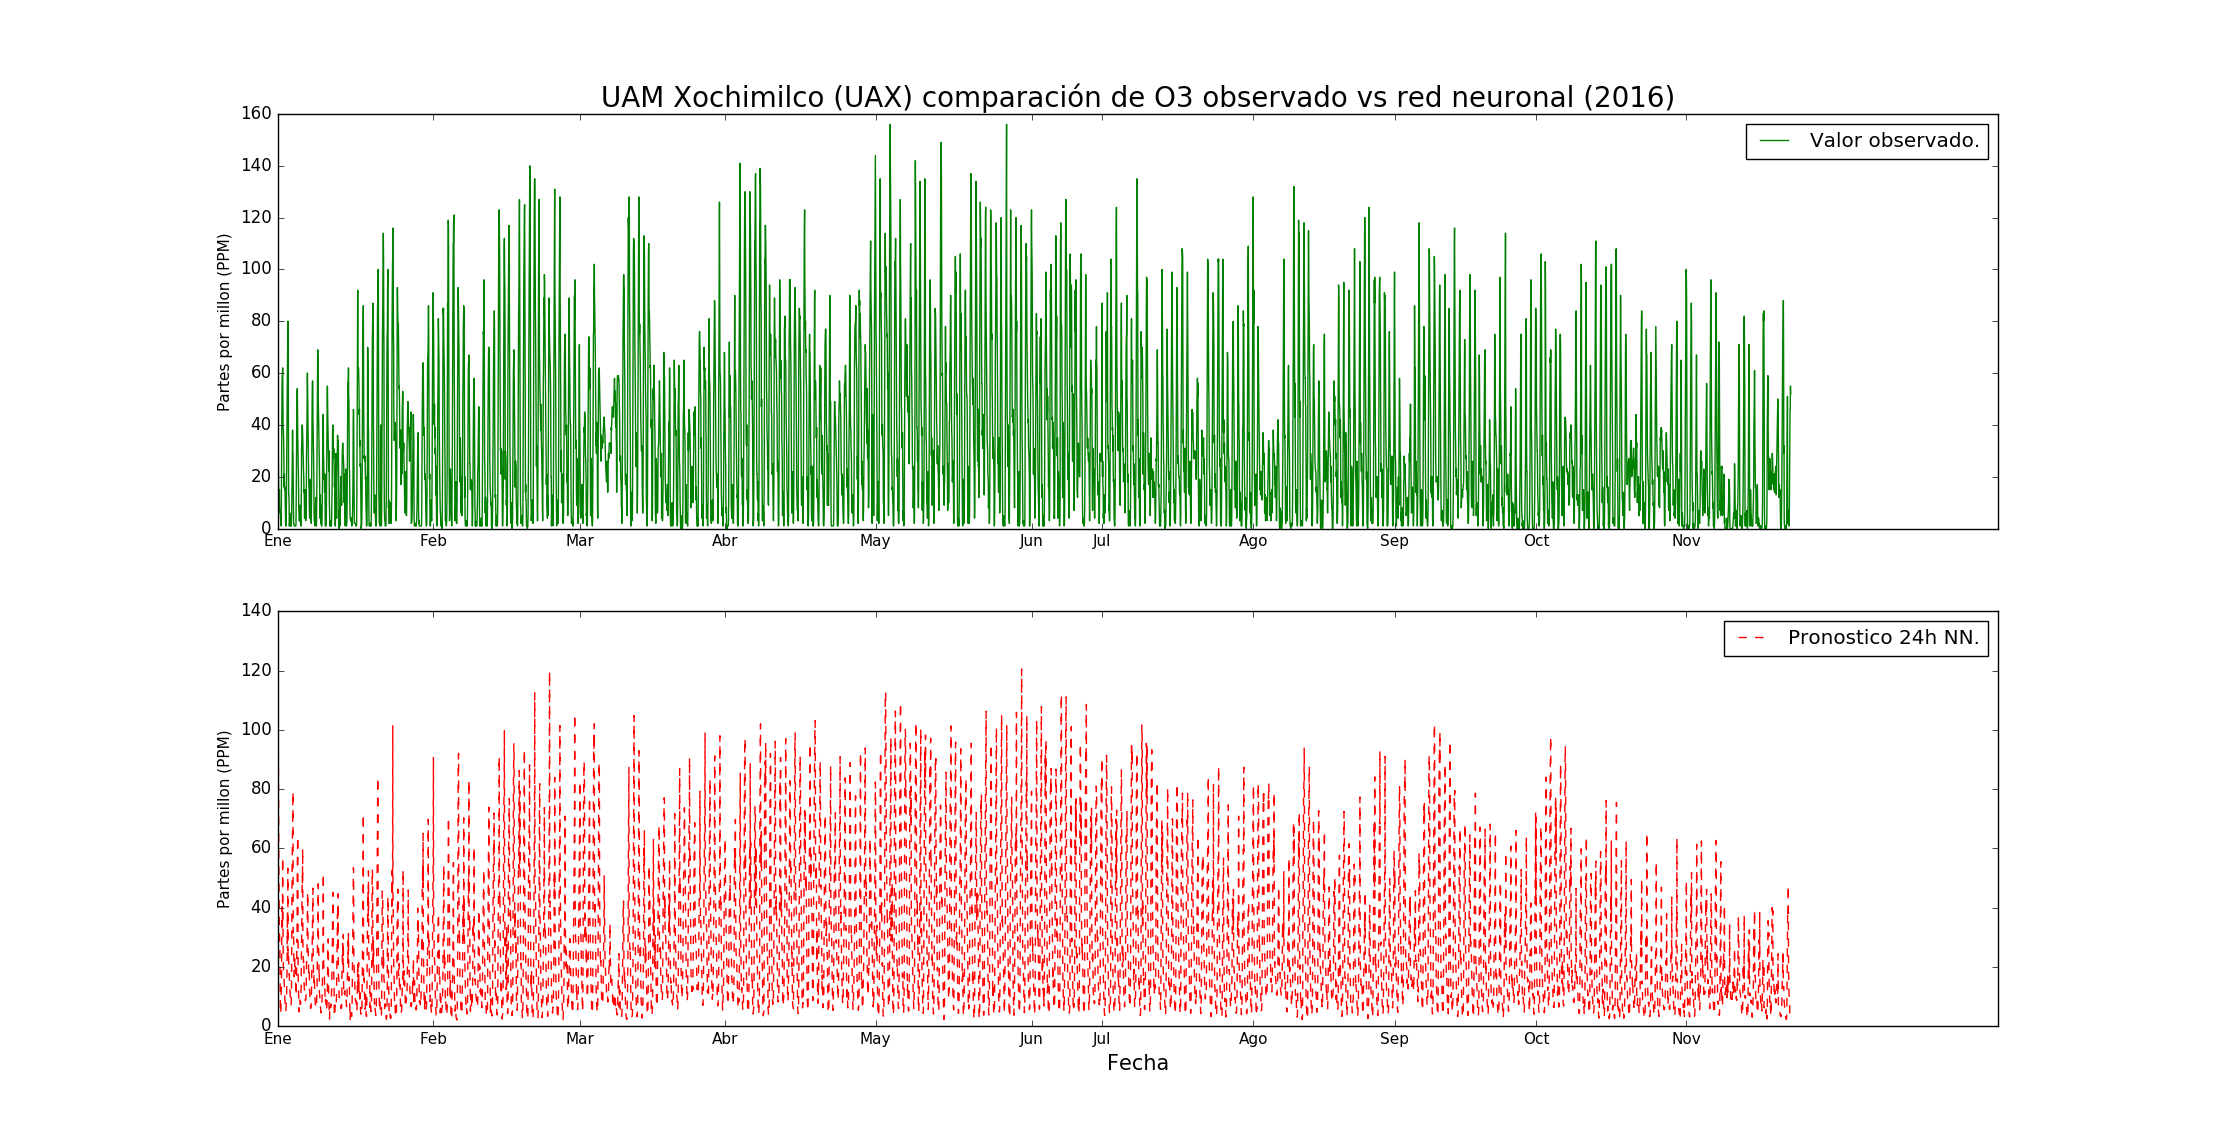 UAM Xochimilco (UAX) comparación de O3 observado vs red neuronal (2016)
160
140
120
100
80
60
40
20
0
Partes por millon (PPM)
Valor observado.
Ene Feb Mar Abr May Jun Jul Ago Sep Oct Nov
140
120
100
80
60
40
20
0
Partes por millon (PPM)
Pronostico 24h NN.
Ene Feb Mar Abr May Jun Jul Ago Sep Oct Nov
Fecha